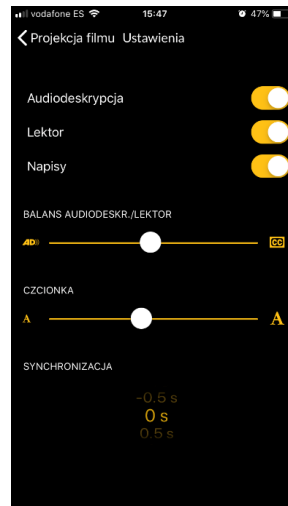 vodafone ES 15:47 47%
Projekcja filmu Ustawienia
Audiodeskrypcja
Lektor
Napisy
BALANS AUDIODESKR./LEKTOR
AD CC
CZCIONKA
A A
SYNCHRONIZACJA
-0.5 s
0 s
0.5 s